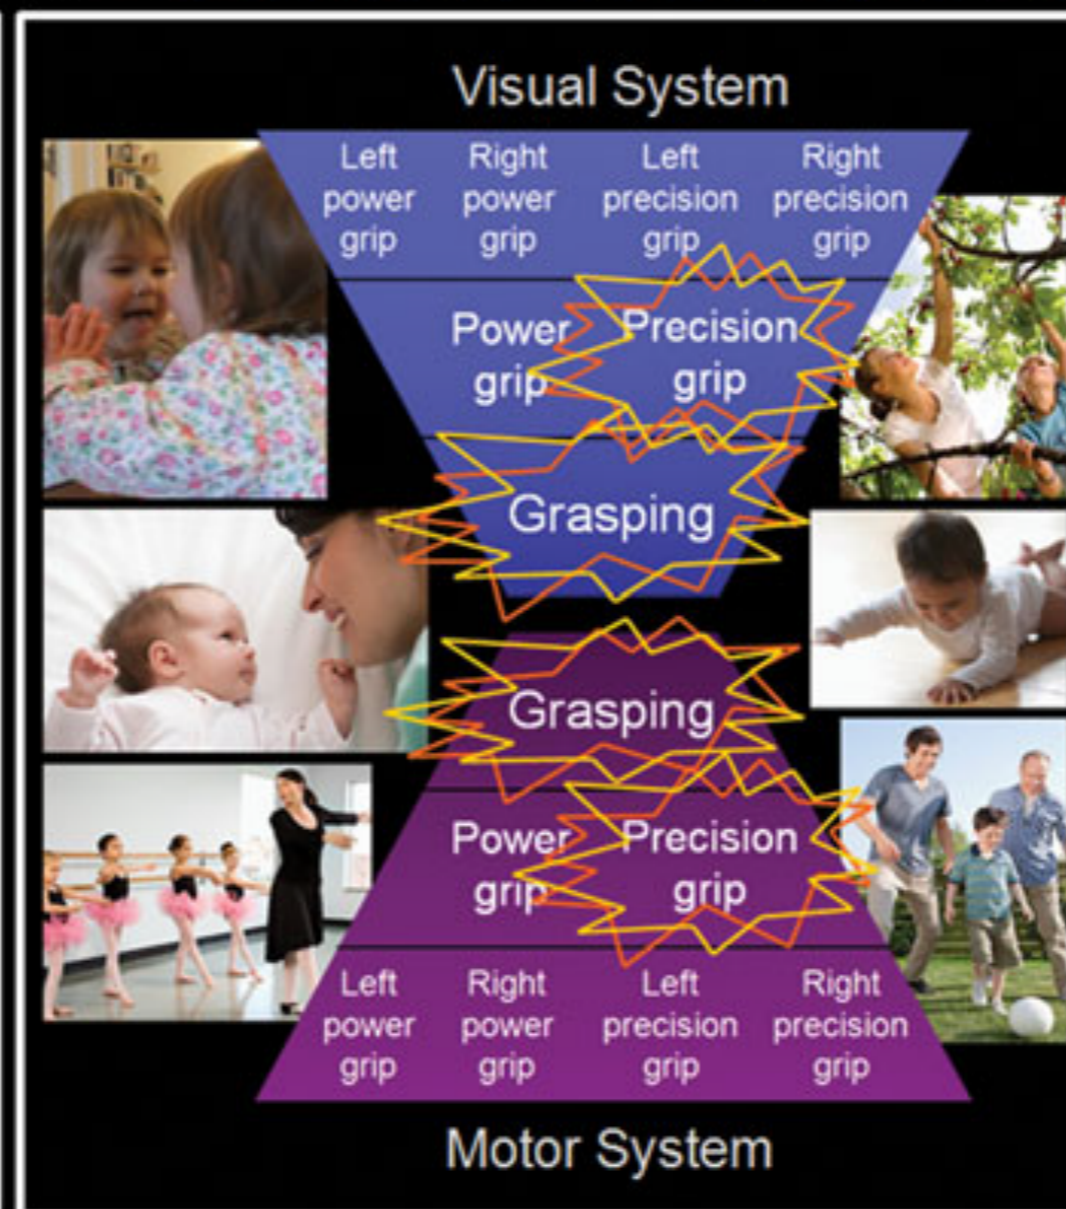 Visual System
Left Right Left Right
power power precision precision
grip grip grip grip
Power Precision
grip grip
Grasping
Grasping
Power Precision
grip grip
Left Right Left Right
power power precision precision
grip grip grip grip
Motor System